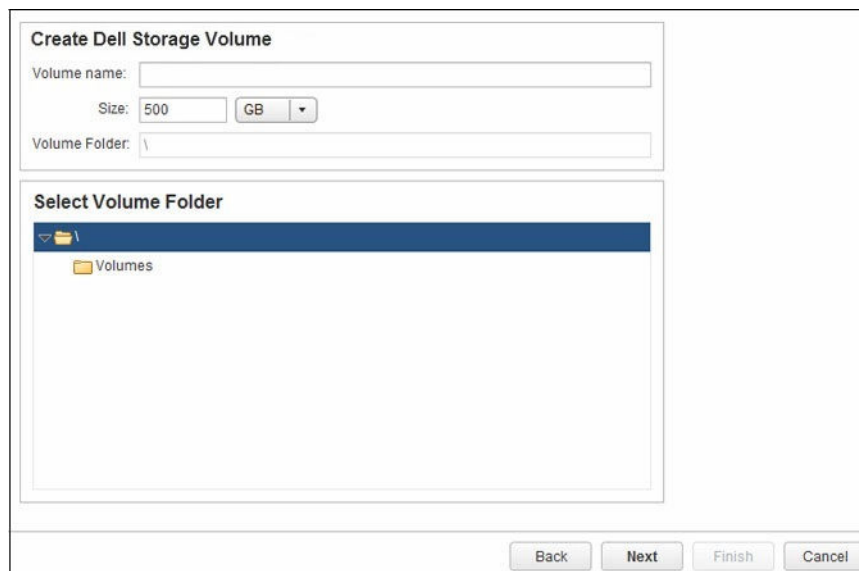 Create Dell Storage Volume
Volume name:
Size: 500 GB
Volume Folder: \
Select Volume Folder
\
Volumes
Back Next Finish Cancel